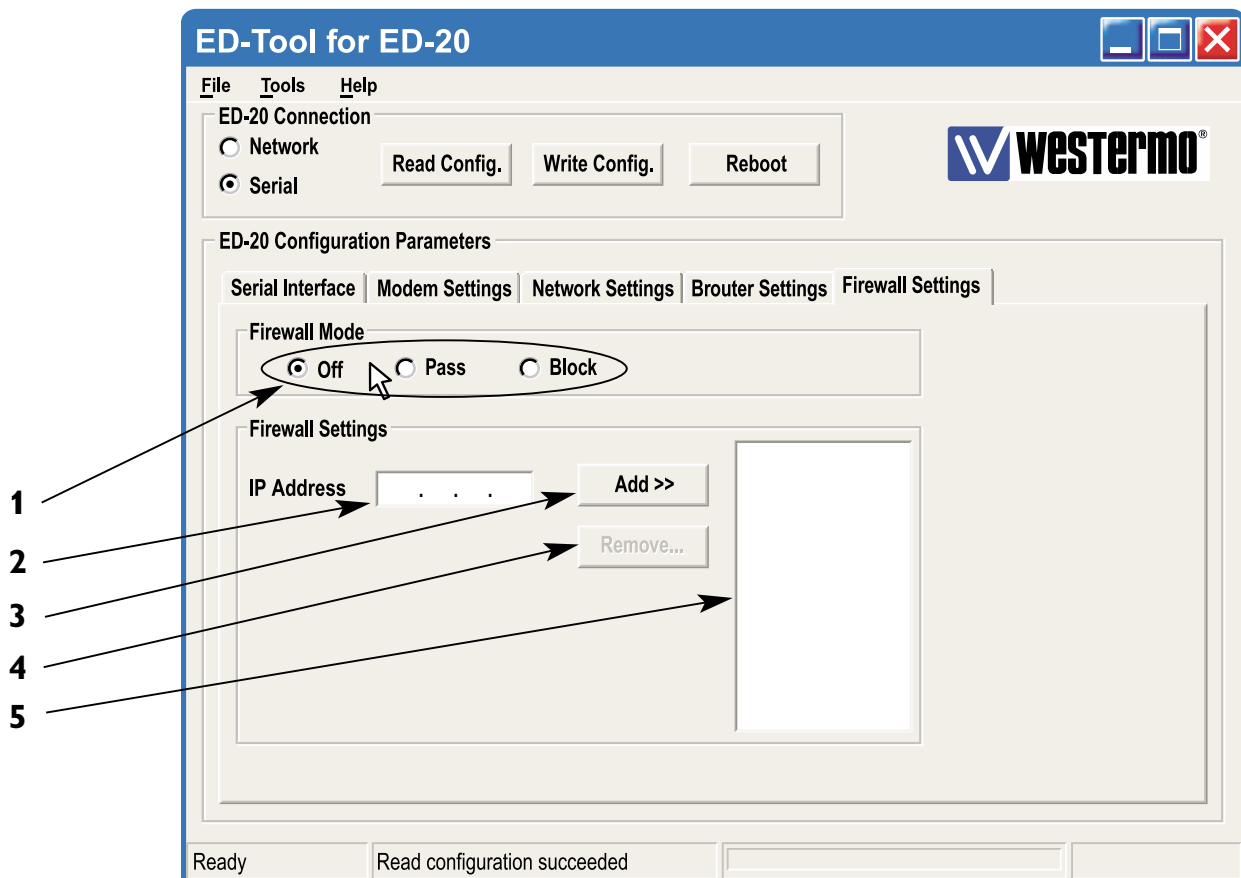 ED-Tool for ED-20
File Tools Help
ED-20 Connection
Network
Serial
Read Config. Write Config. Reboot
Westermo®
ED-20 Configuration Parameters
Serial Interface Modem Settings Network Settings Brouter Settings Firewall Settings
Firewall Mode
Off Pass Block
Firewall Settings
IP Address . . . Add >>
Remove...
1
2
3
4
5
Ready Read configuration succeeded